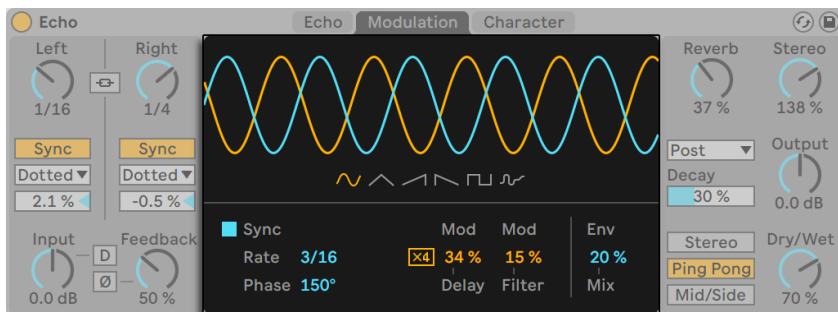 Echo
Echo Modulation Character
Left Right
1/16 1/4
Sync Sync
Dotted Dotted
2.1 % -0.5 %
Input D Feedback
0.0 dB Ø 50 %
Sync
Rate 3/16
Phase 150°
Mod Mod Env
×4 34 % 15 % 20 %
Delay Filter Mix
Reverb Stereo
37 % 138 %
Post Output
Decay
30 % 0.0 dB
Stereo Dry/Wet
Ping Pong
Mid/Side 70 %